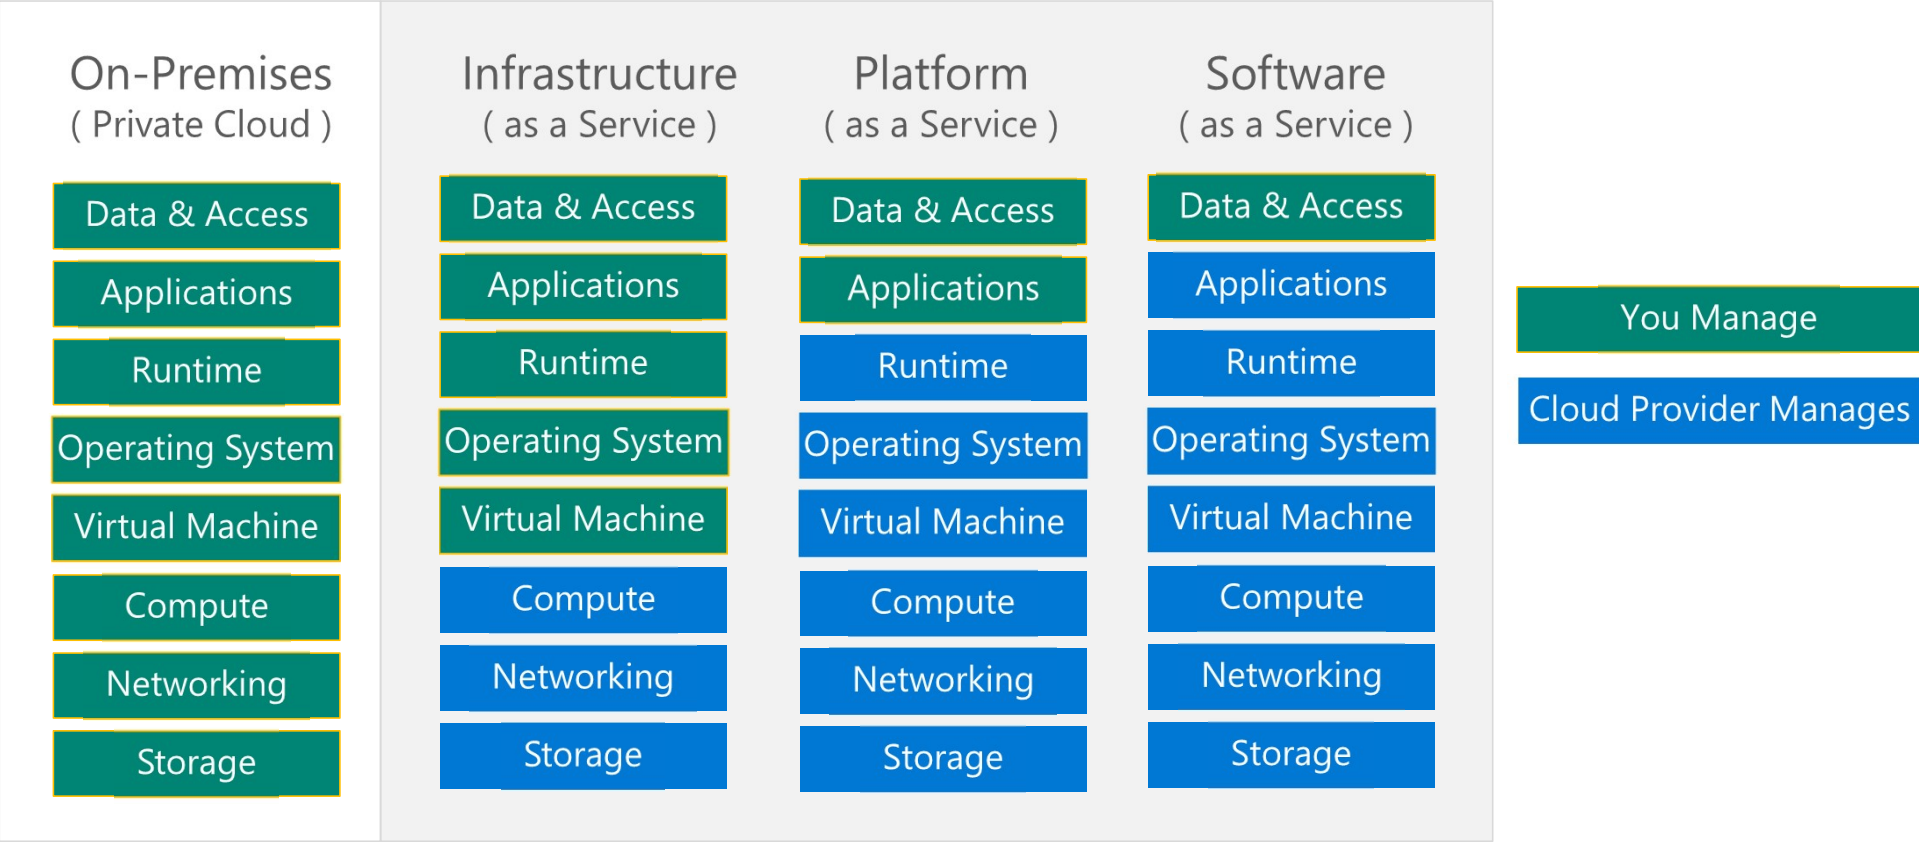 On-Premises
( Private Cloud )
Data & Access
Applications
Runtime
Operating System
Virtual Machine
Compute
Networking
Storage
Infrastructure
( as a Service )
Data & Access
Applications
Runtime
Operating System
Virtual Machine
Compute
Networking
Storage
Platform
( as a Service )
Data & Access
Applications
Runtime
Operating System
Virtual Machine
Compute
Networking
Storage
Software
( as a Service )
Data & Access
Applications
Runtime
Operating System
Virtual Machine
Compute
Networking
Storage
You Manage
Cloud Provider Manages